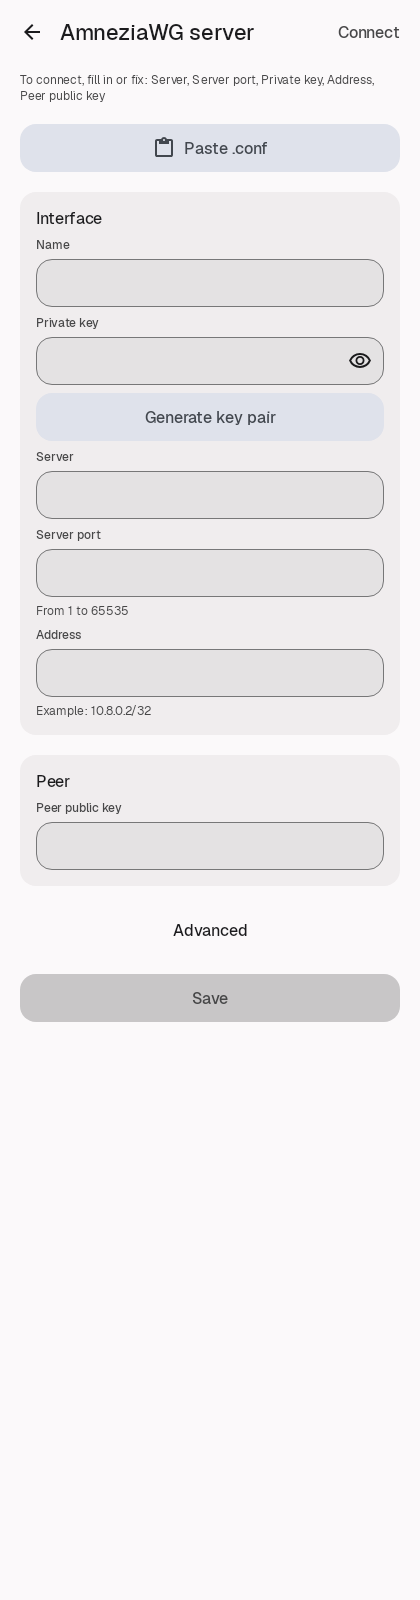 AmneziaWG server
Connect
To connect, fill in or fix: Server, Server port, Private key, Address,
Peer public key
Paste .conf
Interface
Name
Private key
Generate key pair
Server
Server port
From 1 to 65535
Address
Example: 10.8.0.2/32
Peer
Peer public key
Advanced
Save